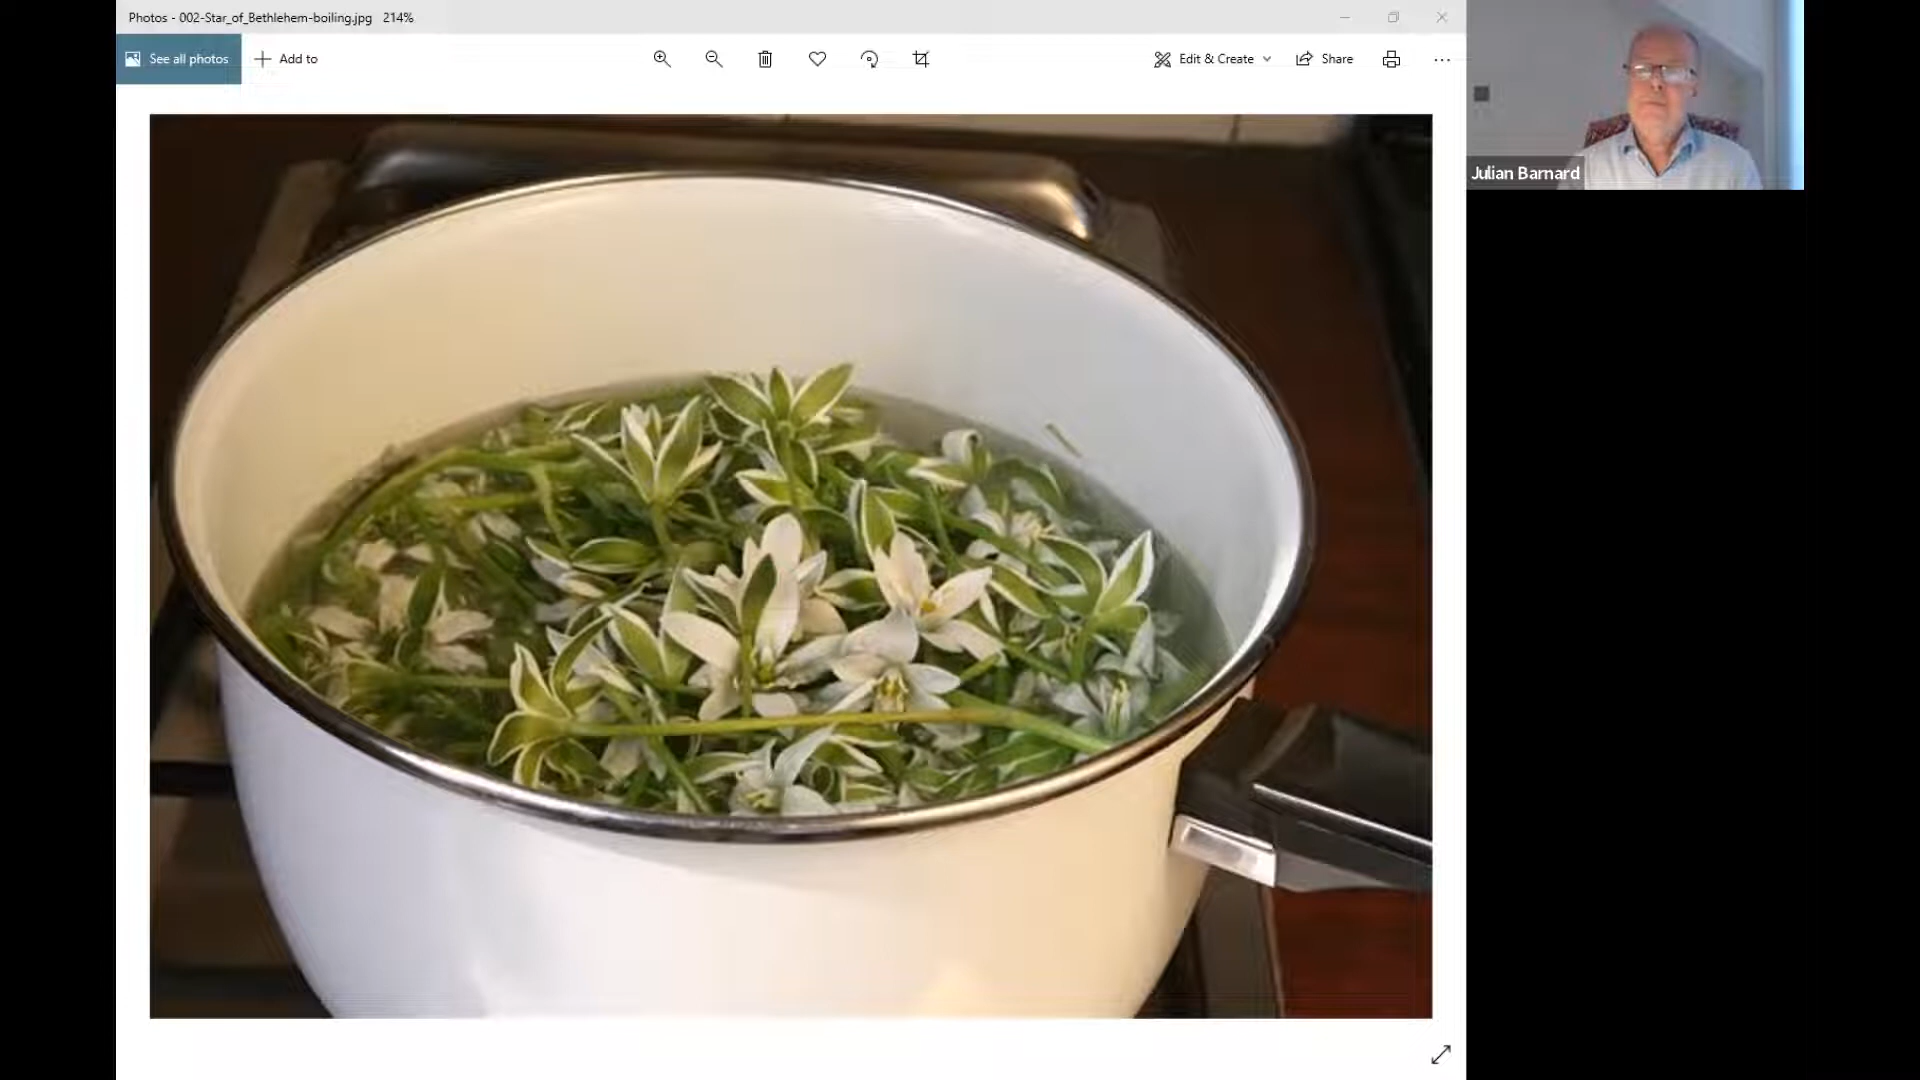 Photos - 002-Star_of_Bethlehem-boiling.jpg 214%
See all photos
Add to
Edit & Create
Share
Julian Barnard